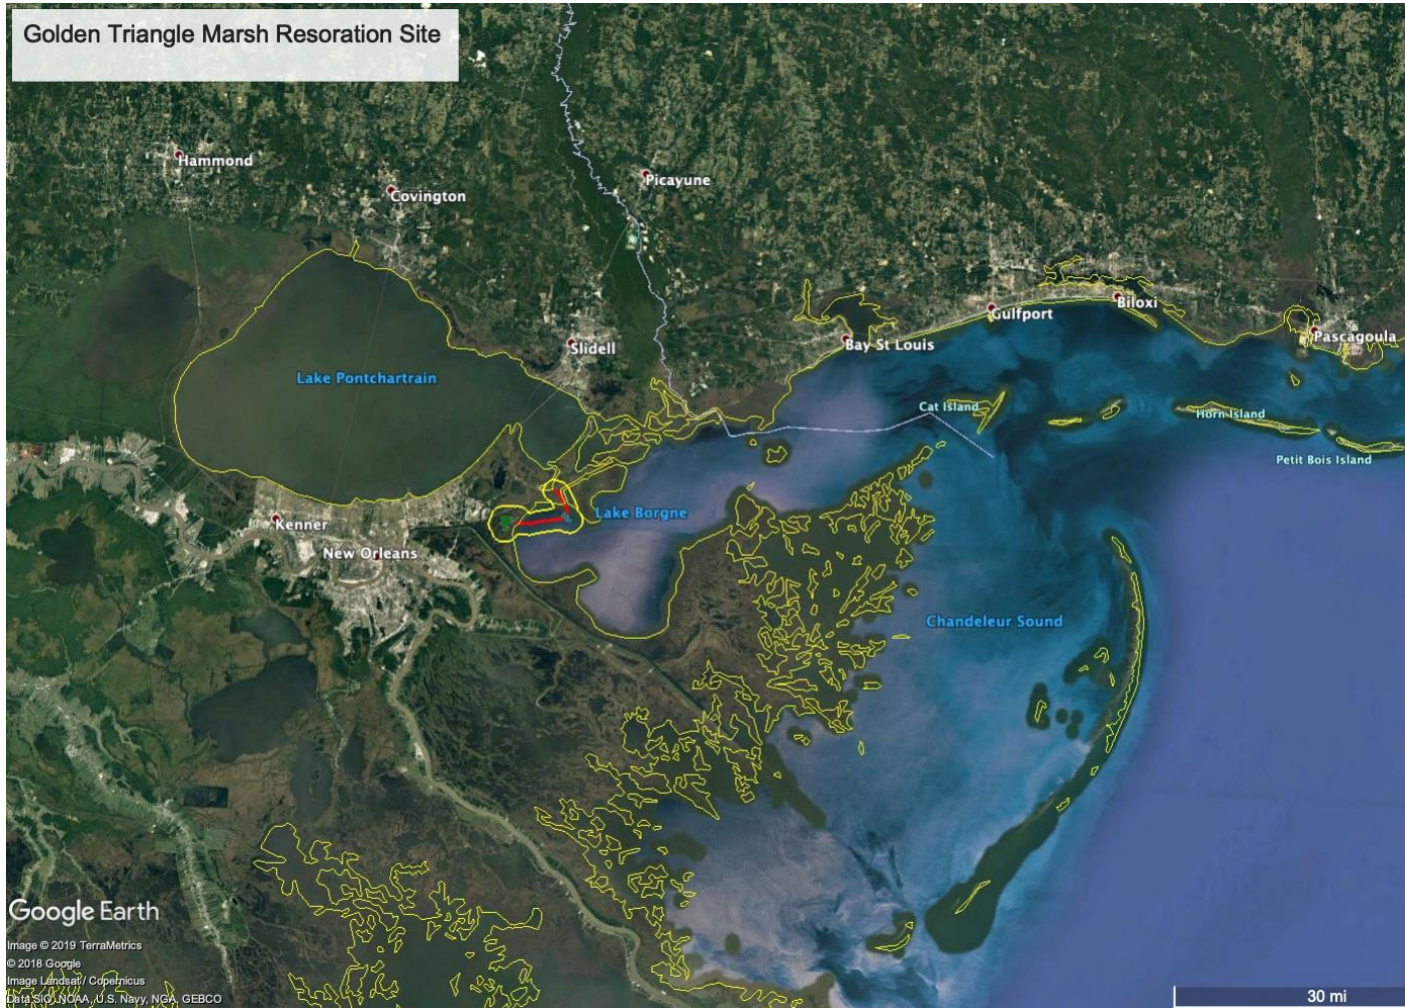 Golden Triangle Marsh Resoration Site
Hammond
Picayune
Covington
Biloxi
Gulfport
Pascagoula
Slidell
Bay St Louis
Lake Pontchartrain
Cat Island
Horn Island
Petit Bois Island
Lake Borgne
Kenner
New Orleans
Chandeleur Sound
Google Earth
Image © 2019 TerraMetrics
© 2018 Google
Image Landsat / Copernicus
Data SIO, NOAA, U.S. Navy, NGA, GEBCO
30 mi